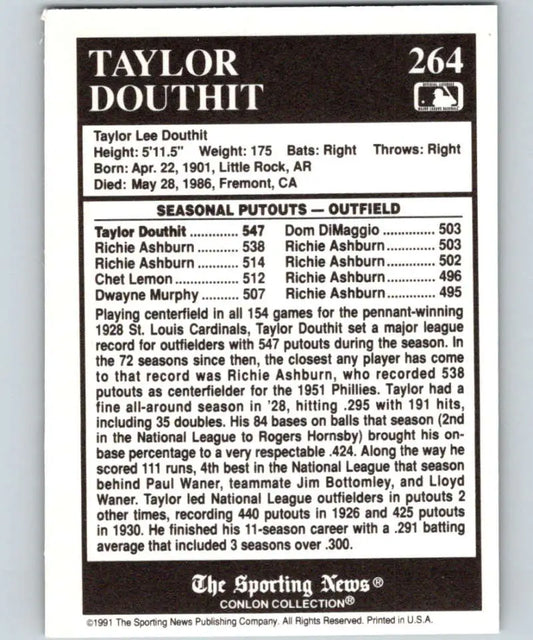 TAYLOR
DOUTHIT
264
Taylor Lee Douthit
Height: 5'11.5" Weight: 175 Bats: Right Throws: Right
Born: Apr. 22, 1901, Little Rock, AR
Died: May 28, 1986, Fremont, CA
SEASONAL PUTOUTS — OUTFIELD
Taylor Douthit ............. 547
Richie Ashburn ........... 538
Richie Ashburn ........... 514
Chet Lemon ................ 512
Dwayne Murphy .......... 507
Dom DiMaggio .............. 503
Richie Ashburn ............. 503
Richie Ashburn ............. 502
Richie Ashburn ............. 496
Richie Ashburn ............. 495
Playing centerfield in all 154 games for the pennant-winning
1928 St. Louis Cardinals, Taylor Douthit set a major league
record for outfielders with 547 putouts during the season. In
the 72 seasons since then, the closest any player has come
to that record was Richie Ashburn, who recorded 538
putouts as centerfielder for the 1951 Phillies. Taylor had a
fine all-around season in '28, hitting .295 with 191 hits,
including 35 doubles. His 84 bases on balls that season (2nd
in the National League to Rogers Hornsby) brought his on-
base percentage to a very respectable .424. Along the way he
scored 111 runs, 4th best in the National League that season
behind Paul Waner, teammate Jim Bottomley, and Lloyd
Waner. Taylor led National League outfielders in putouts 2
other times, recording 440 putouts in 1926 and 425 putouts
in 1930. He finished his 11-season career with a .291 batting
average that included 3 seasons over .300.
The Sporting News®
CONLON COLLECTION®
©1991 The Sporting News Publishing Company. All Rights Reserved. Printed in U.S.A.